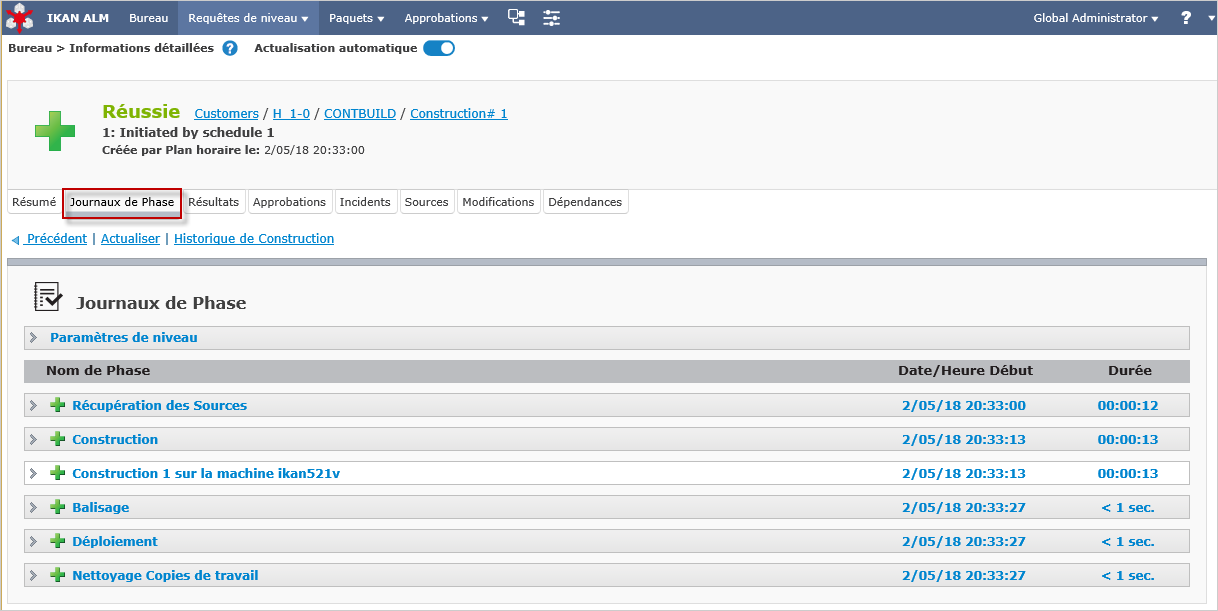 IKAN ALM Bureau Requêtes de niveau Paquets Approbations Global Administrator ?
Bureau > Informations détaillées ? Actualisation automatique
Réussie Customers / H_1-0 / CONTBUILD / Construction# 1
1: Initiated by schedule 1
Créée par Plan horaire le: 2/05/18 20:33:00
Résumé Journaux de Phase Résultats Approbations Incidents Sources Modifications Dépendances
Précédent | Actualiser | Historique de Construction
Journaux de Phase
Paramètres de niveau
Nom de Phase Date/Heure Début Durée
Récupération des Sources 2/05/18 20:33:00 00:00:12
Construction 2/05/18 20:33:13 00:00:13
Construction 1 sur la machine ikan521v 2/05/18 20:33:13 00:00:13
Balisage 2/05/18 20:33:27 < 1 sec.
Déploiement 2/05/18 20:33:27 < 1 sec.
Nettoyage Copies de travail 2/05/18 20:33:27 < 1 sec.